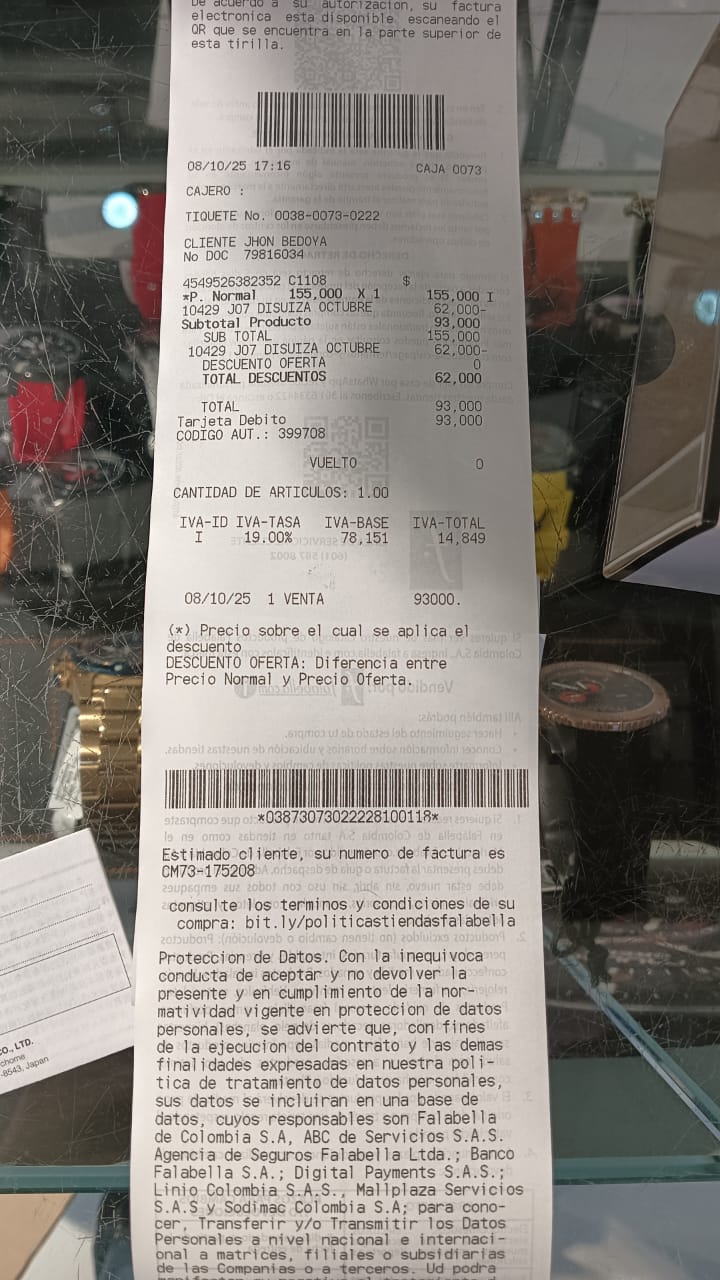 De acuerdo a su autorizacion, su factura
electronica esta disponible escaneando el
QR que se encuentra en la parte superior de
esta tirilla.
08/10/25 17:16 CAJA 0073
CAJERO :
TIQUETE No. 0038-0073-0222
CLIENTE JHON BEDOYA
No DOC 79816034
4549526382352 C1108 $
*P. Normal 155,000 X 1 155,000 I
10429 J07 DISUIZA OCTUBRE 62,000-
Subtotal Producto 93,000
SUB TOTAL 155,000
10429 J07 DISUIZA OCTUBRE 62,000-
DESCUENTO OFERTA 0
TOTAL DESCUENTOS 62,000
TOTAL 93,000
Tarjeta Debito 93,000
CODIGO AUT.: 399708
VUELTO 0
CANTIDAD DE ARTICULOS: 1.00
IVA-ID IVA-TASA IVA-BASE IVA-TOTAL
I 19.00% 78,151 14,849
08/10/25 1 VENTA 93000.
(*) Precio sobre el cual se aplica el
descuento
DESCUENTO OFERTA: Diferencia entre
Precio Normal y Precio Oferta.
*03873073022228100118*
Estimado cliente, su numero de factura es
CM73-175208
consulte los terminos y condiciones de su
compra: bit.ly/politicastiendasfalabella
Proteccion de Datos. Con la inequivoca
conducta de aceptar y no devolver la
presente y en cumplimiento de la nor-
matividad vigente en proteccion de datos
personales, se advierte que, con fines
de la ejecucion del contrato y las demas
finalidades expresadas en nuestra poli-
tica de tratamiento de datos personales,
sus datos se incluiran en una base de
datos, cuyos responsables son Falabella
de Colombia S.A, ABC de Servicios S.A.S.
Agencia de Seguros Falabella Ltda.; Banco
Falabella S.A.; Digital Payments S.A.S.;
Linio Colombia S.A.S., Mallplaza Servicios
S.A.S y Sodimac Colombia S.A; para cono-
cer, Transferir y/o Transmitir los Datos
Personales a nivel nacional e internaci-
onal a matrices, filiales o subsidiarias
de las Companias o a terceros. Ud podra
CO., LTD.
chome
-8543, Japan